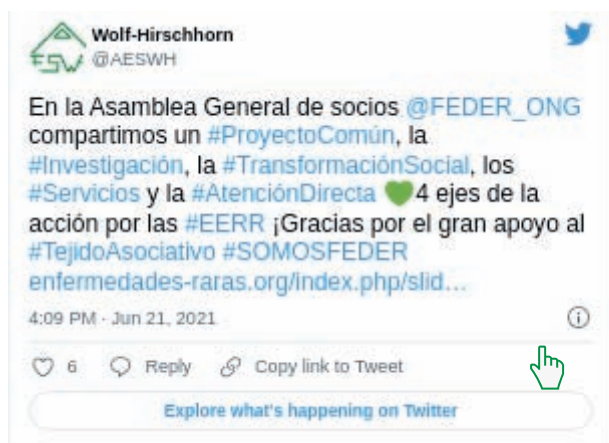 Wolf-Hirschhorn
@AESWH
En la Asamblea General de socios @FEDER_ONG
compartimos un #ProyectoComún, la
#Investigación, la #TransformaciónSocial, los
#Servicios y la #AtenciónDirecta 💚4 ejes de la
acción por las #EERR ¡Gracias por el gran apoyo al
#TejidoAsociativo #SOMOSFEDER
enfermedades-raras.org/index.php/slid…
4:09 PM · Jun 21, 2021
6 Reply Copy link to Tweet
Explore what's happening on Twitter